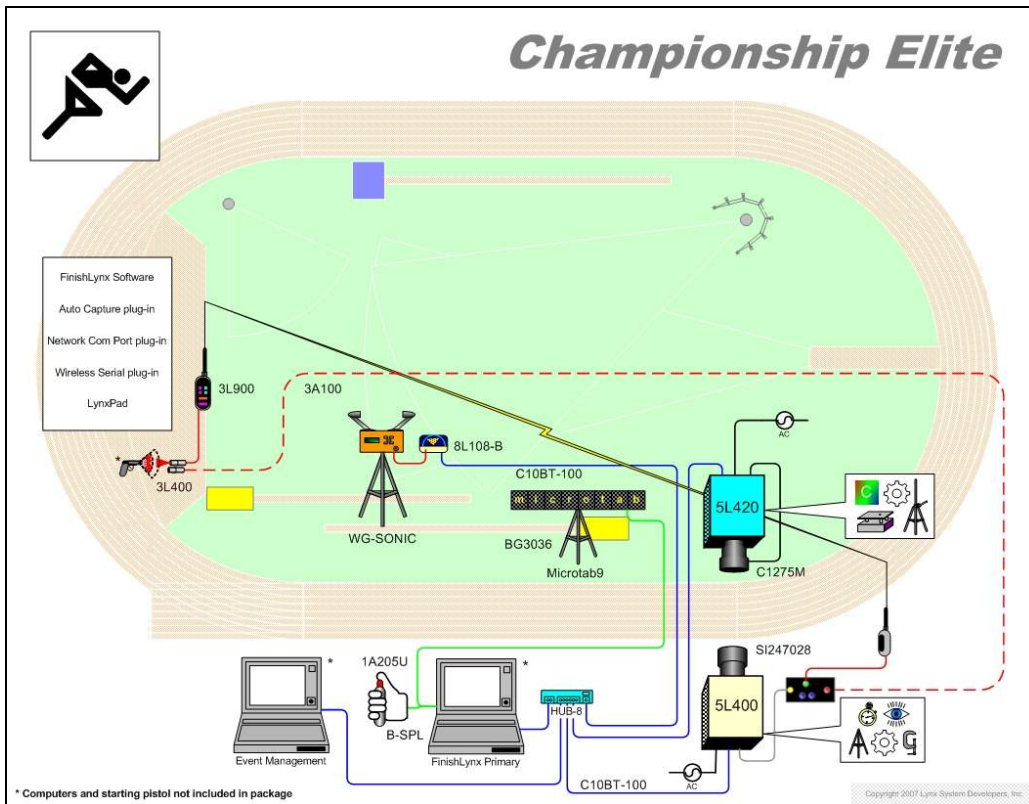 Championship Elite
FinishLynx Software
Auto Capture plug-in
Network Com Port plug-in
Wireless Serial plug-in
LynxPad
3L900
3A100
8L108-B
AC
*
3L400
C10BT-100
microtab
5L420
C
WG-SONIC
BG3036
Microtab9
C1275M
SI247028
*
1A205U
*
HUB-8
5L400
B-SPL
Event Management
FinishLynx Primary
C10BT-100
AC
* Computers and starting pistol not included in package
Copyright 2007 Lynx System Developers, Inc.